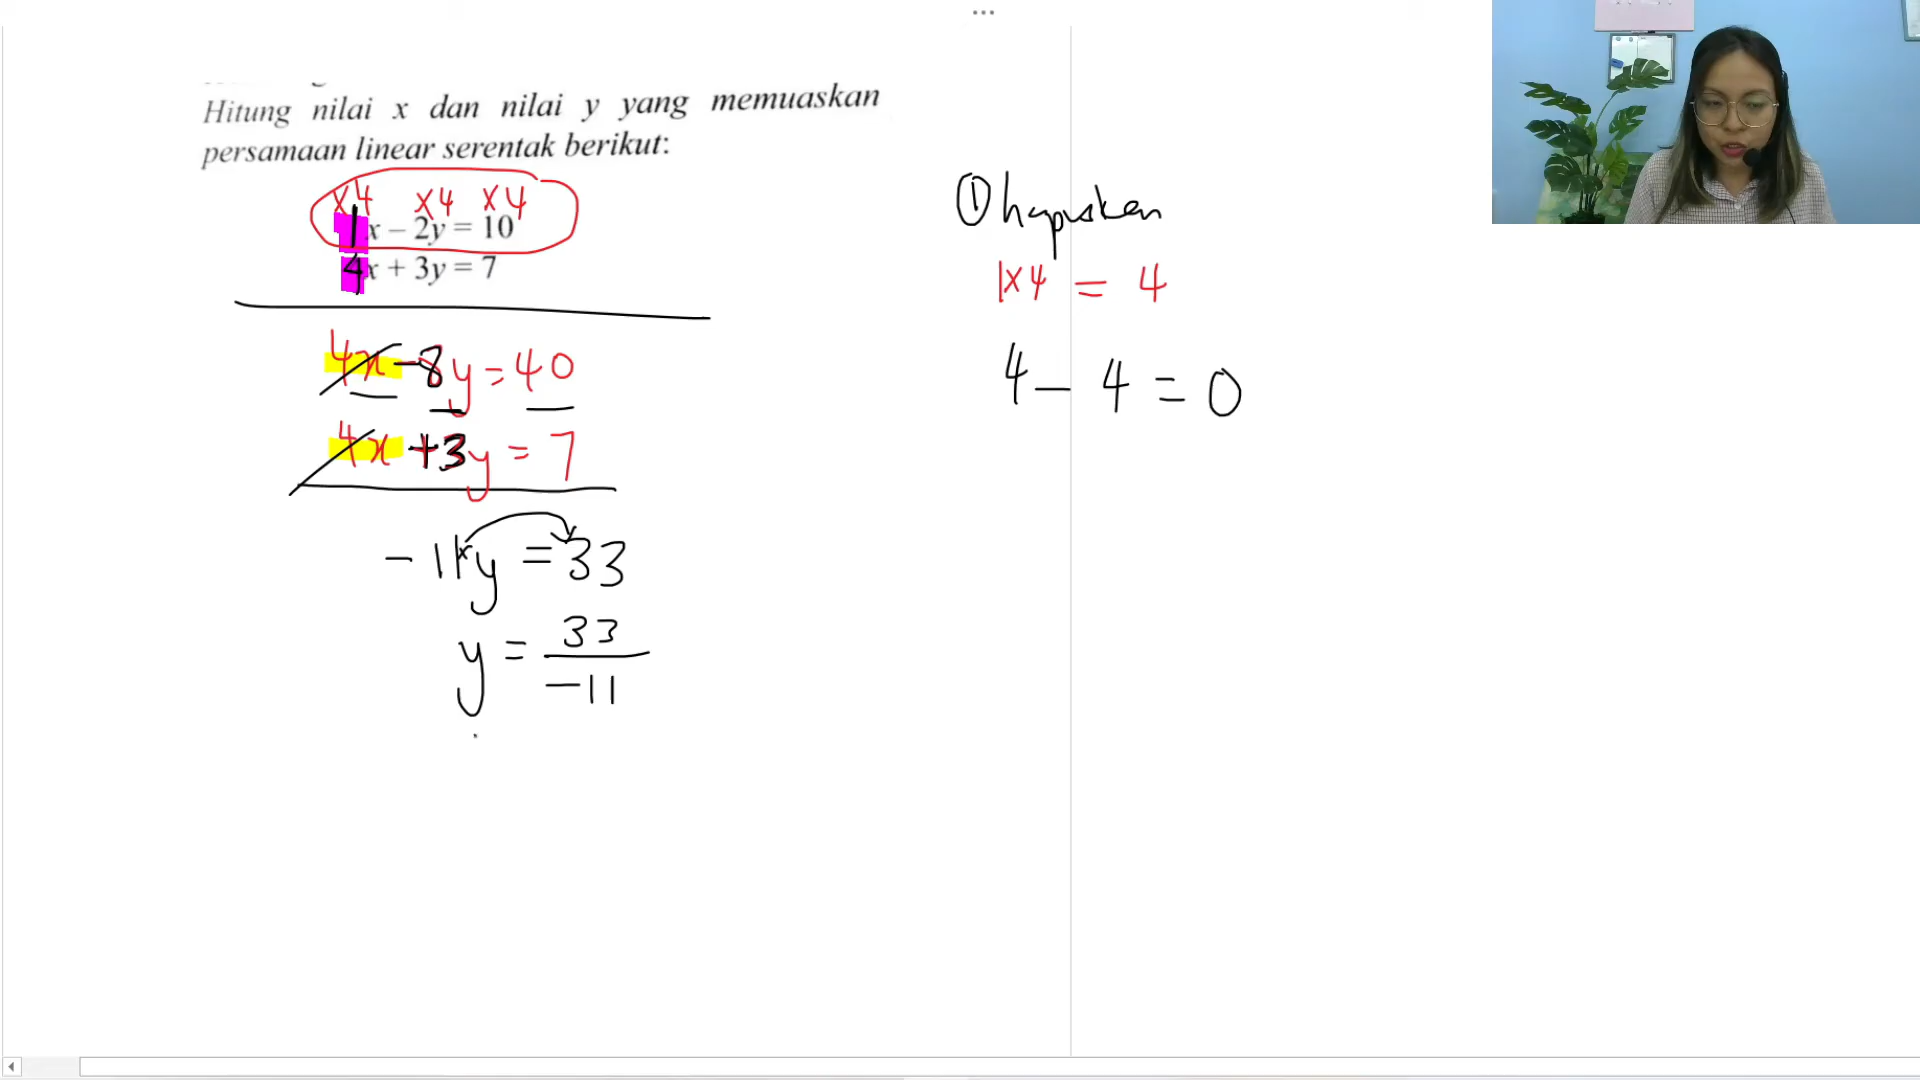 Hitung nilai x dan nilai y yang memuaskan
persamaan linear serentak berikut:
x4 x4 x4
1x – 2y = 10
4x + 3y = 7
4x - 8y = 40
4x + 3y = 7
- 11 x y = 33
y = 33
-11
① hapuskan
1x4 = 4
4 - 4 = 0